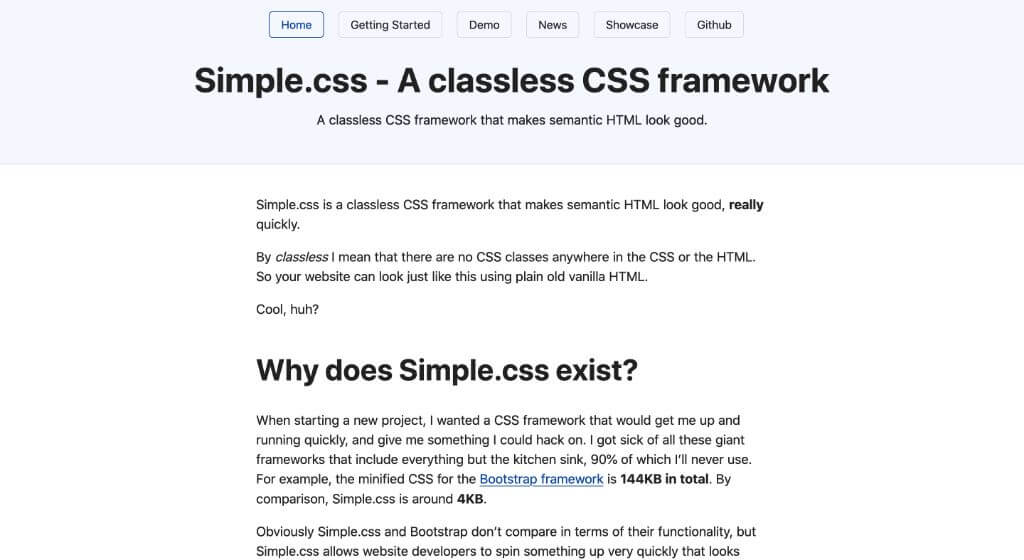 Home Getting Started Demo News Showcase Github
Simple.css - A classless CSS framework
A classless CSS framework that makes semantic HTML look good.
Simple.css is a classless CSS framework that makes semantic HTML look good, really
quickly.
By classless I mean that there are no CSS classes anywhere in the CSS or the HTML.
So your website can look just like this using plain old vanilla HTML.
Cool, huh?
Why does Simple.css exist?
When starting a new project, I wanted a CSS framework that would get me up and
running quickly, and give me something I could hack on. I got sick of all these giant
frameworks that include everything but the kitchen sink, 90% of which I’ll never use.
For example, the minified CSS for the Bootstrap framework is 144KB in total. By
comparison, Simple.css is around 4KB.
Obviously Simple.css and Bootstrap don’t compare in terms of their functionality, but
Simple.css allows website developers to spin something up very quickly that looks